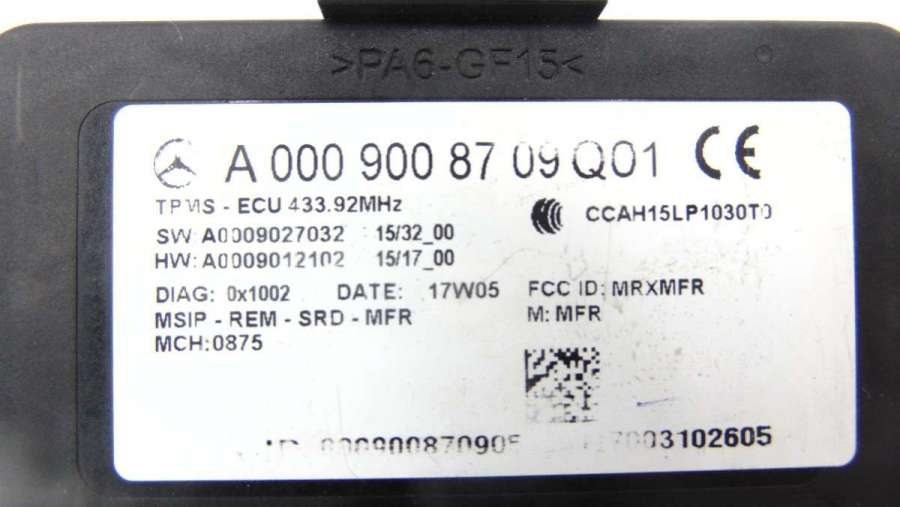 >PA6-GF15<
A 000 900 87 09 Q01 CE
TPMS - ECU 433.92MHz
CCAH15LP1030T0
SW: A0009027032 15/32_00
HW: A0009012102 15/17_00
DIAG: 0x1002 DATE: 17W05 FCC ID: MRXMFR
MSIP - REM - SRD - MFR M: MFR
MCH:0875